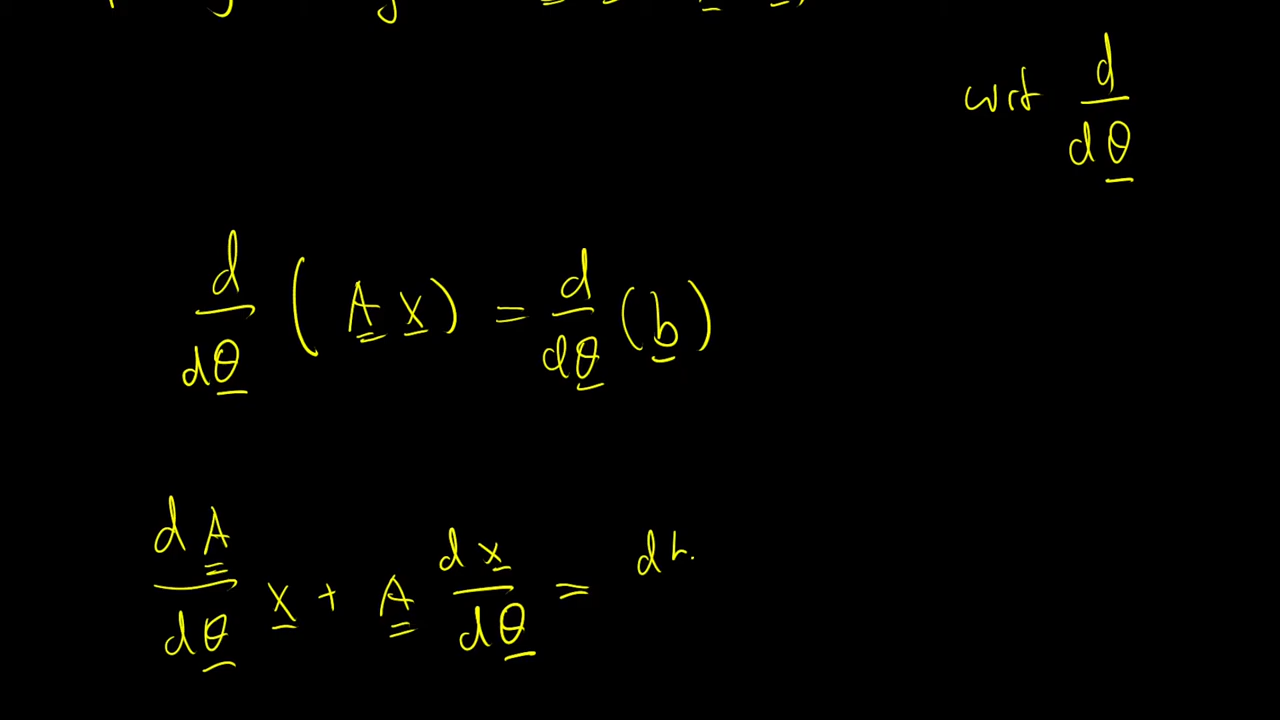 wrt d/dθ
d/dθ ( A x ) = d/dθ ( b )
dA/dθ x + A dx/dθ = d